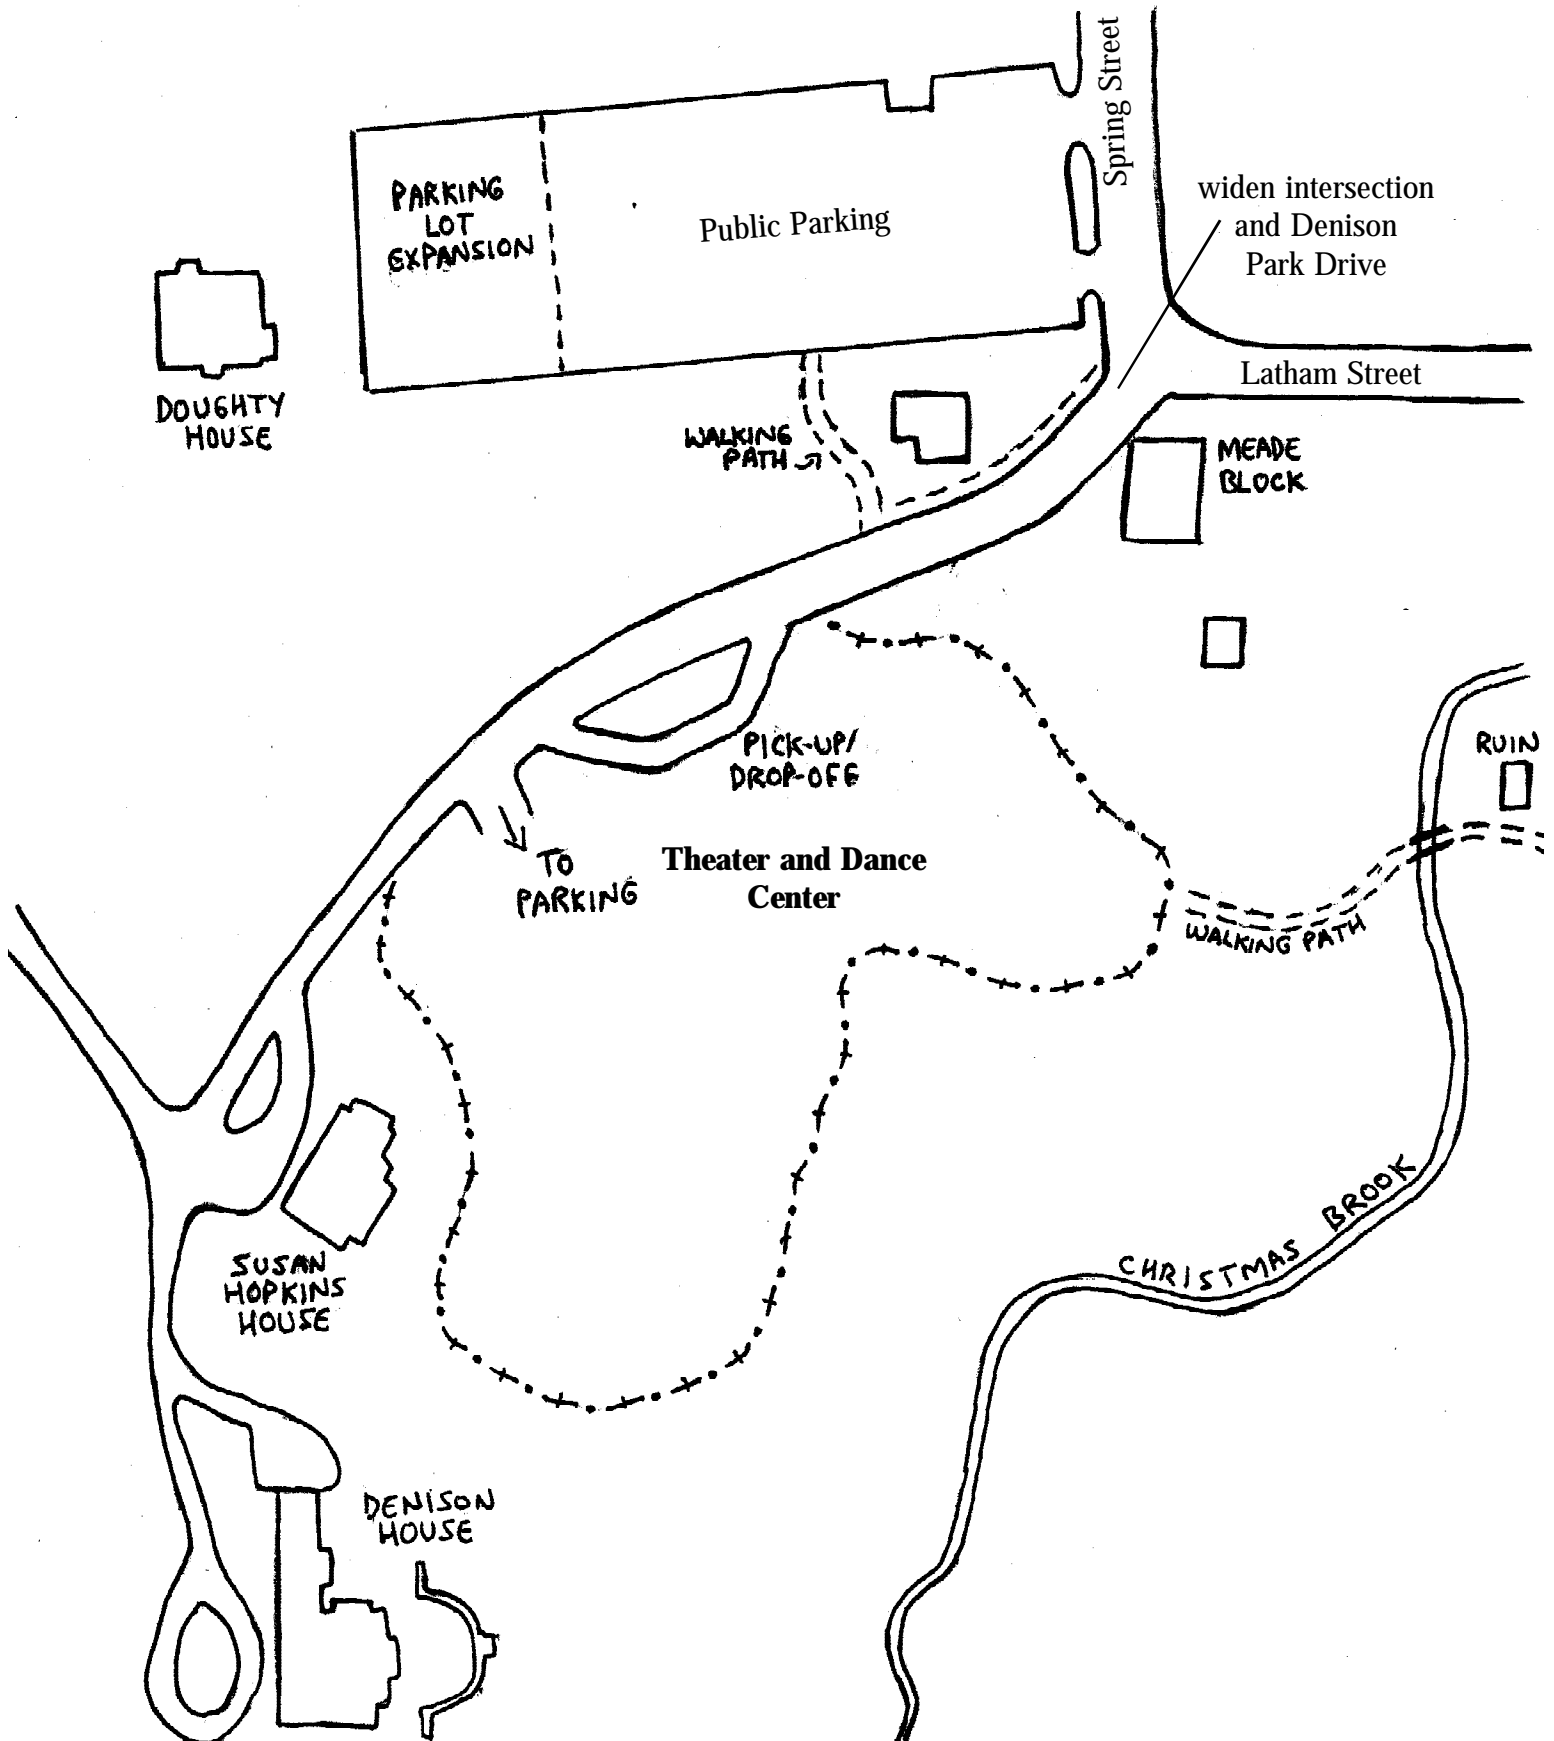 Spring Street
PARKING
LOT
EXPANSION
Public Parking
widen intersection
and Denison
Park Drive
Latham Street
DOUGHTY
HOUSE
WALKING
PATH
MEADE
BLOCK
PICK-UP/
DROP-OFF
RUIN
TO
PARKING
Theater and Dance
Center
WALKING PATH
CHRISTMAS BROOK
SUSAN
HOPKINS
HOUSE
DENISON
HOUSE